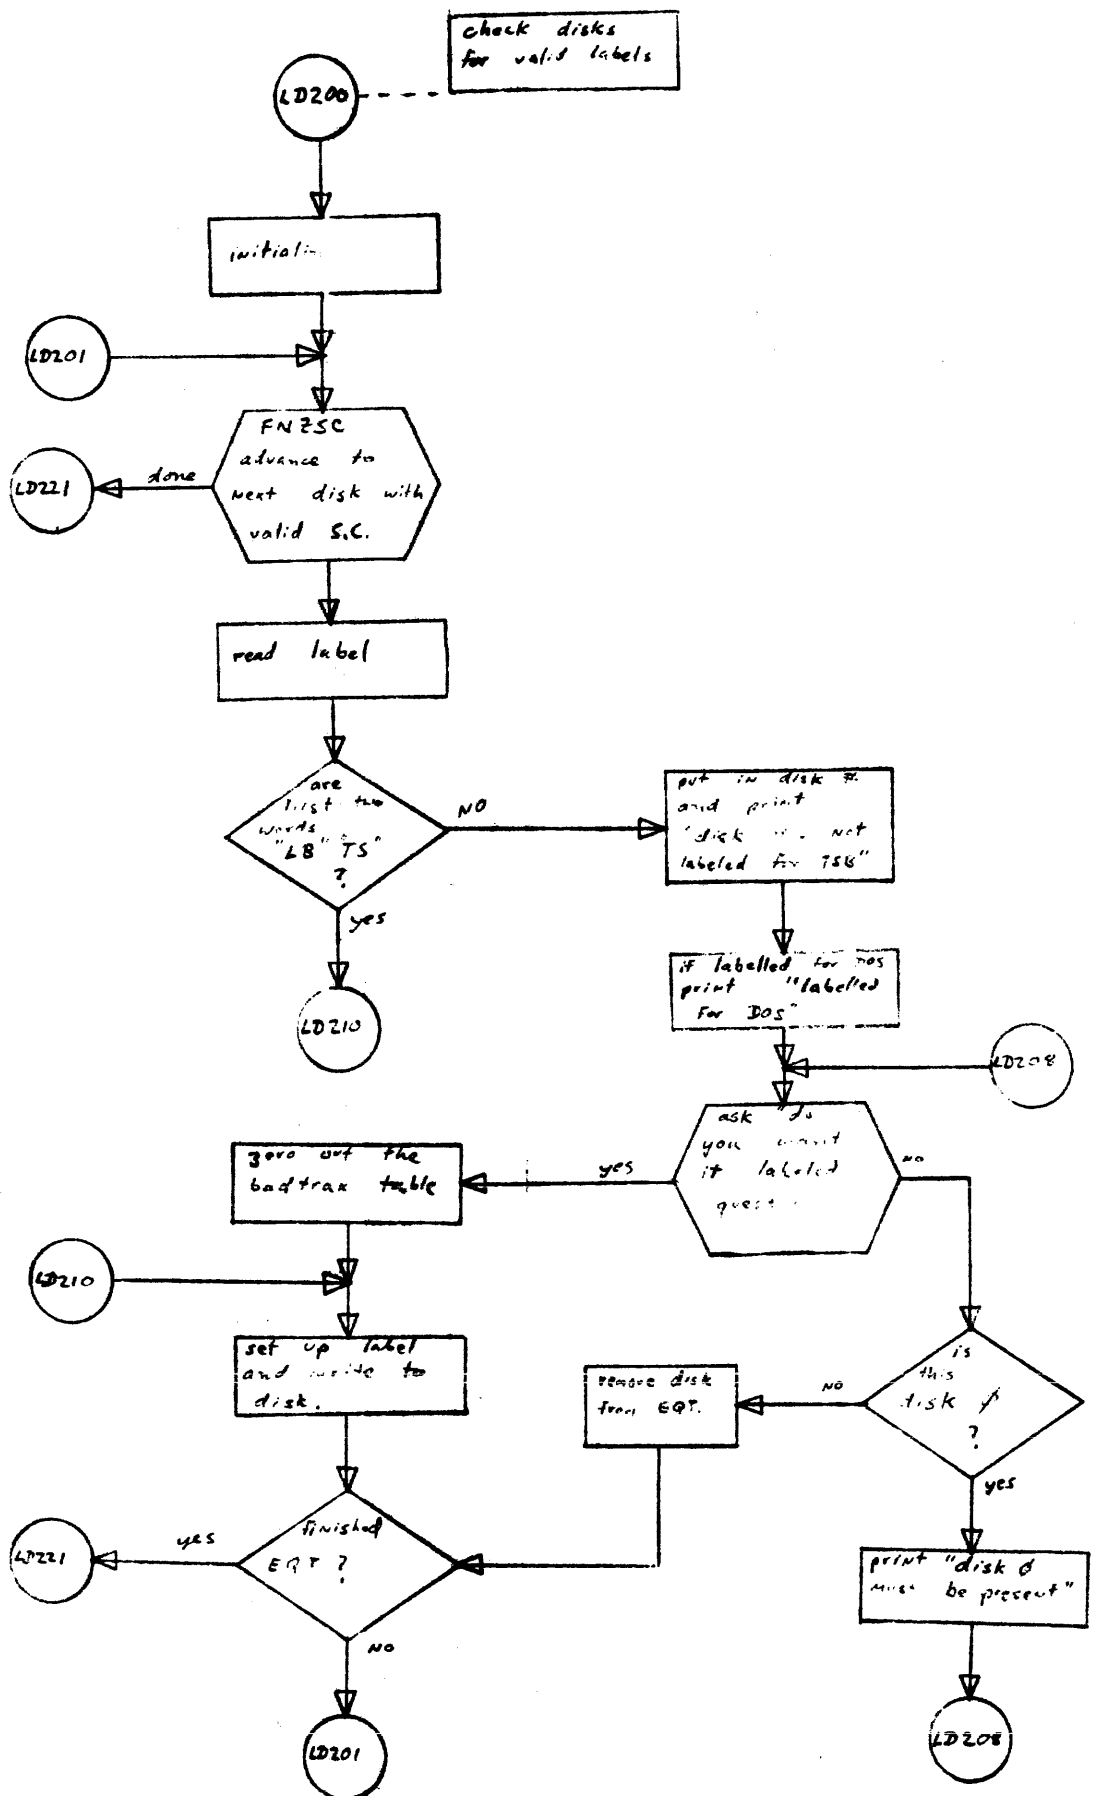 check disks
for valid labels
LD200
LD201
FNZSC
advance to
next disk with
valid S.C.
done
LD221
read label
are
first two
words
"LB" "TS"
?
NO
yes
LD210
put in disk #
and print
"disk not
labeled for TSB"
if labelled for DOS
print "labelled
for DOS"
LD208
ask "do
you want
it labeled
yes
NO
zero out the
badtrax table
LD210
set up label
and write to
disk.
is
this
disk ø
?
NO
remove disk
from EQT.
yes
finished
EQT ?
yes
LD221
NO
LD201
print "disk ø
must be present"
LD208